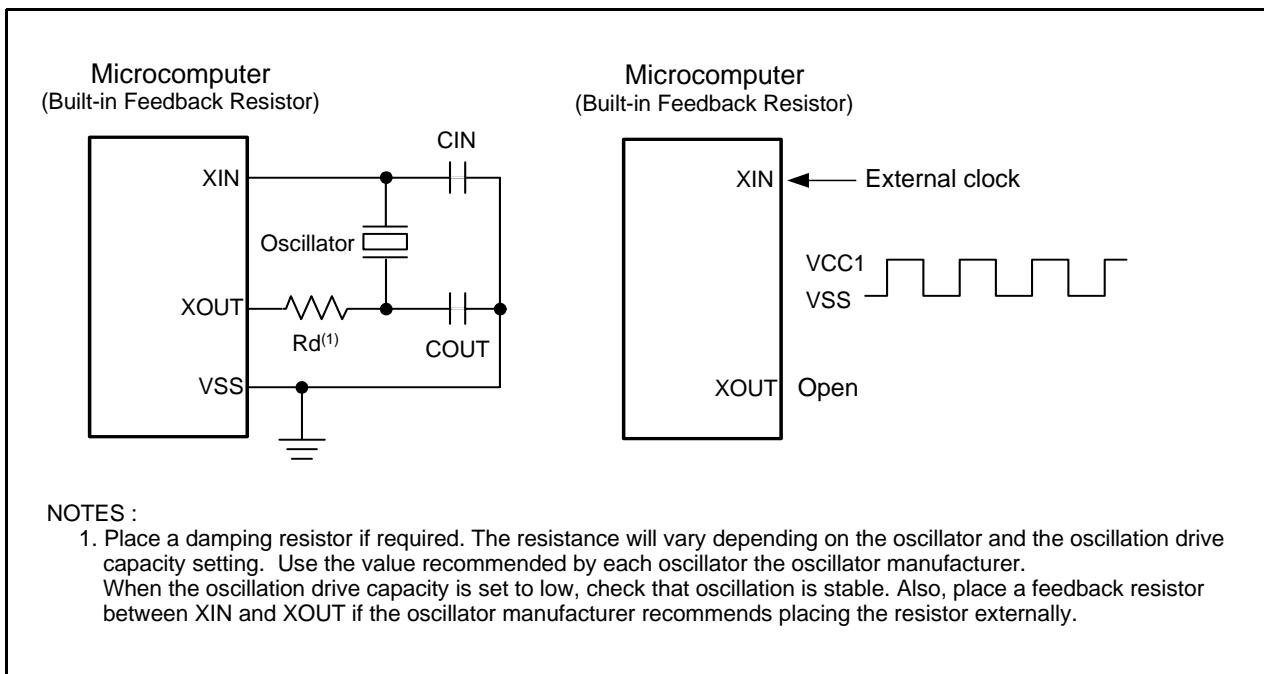 Microcomputer
(Built-in Feedback Resistor)
XIN
CIN
Oscillator
XOUT
Rd(1)
COUT
VSS
Microcomputer
(Built-in Feedback Resistor)
XIN
External clock
VCC1
VSS
XOUT
Open
NOTES :
1. Place a damping resistor if required. The resistance will vary depending on the oscillator and the oscillation drive
capacity setting. Use the value recommended by each oscillator the oscillator manufacturer.
When the oscillation drive capacity is set to low, check that oscillation is stable. Also, place a feedback resistor
between XIN and XOUT if the oscillator manufacturer recommends placing the resistor externally.